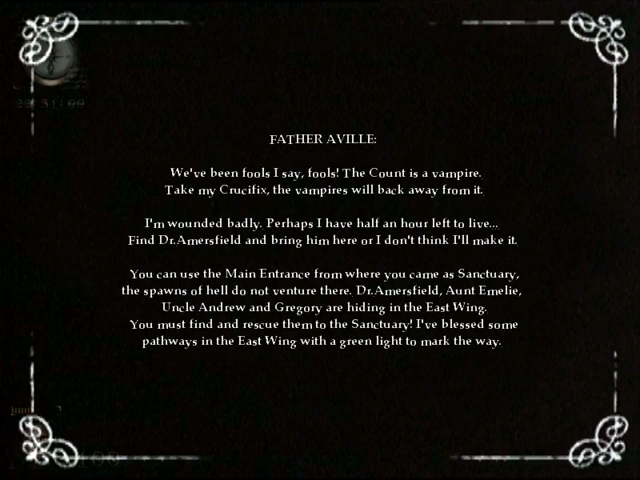 FATHER AVILLE:
We've been fools I say, fools! The Count is a vampire.
Take my Crucifix, the vampires will back away from it.
I'm wounded badly. Perhaps I have half an hour left to live...
Find Dr.Amersfield and bring him here or I don't think I'll make it.
You can use the Main Entrance from where you came as Sanctuary,
the spawns of hell do not venture there. Dr.Amersfield, Aunt Emelie,
Uncle Andrew and Gregory are hiding in the East Wing.
You must find and rescue them to the Sanctuary! I've blessed some
pathways in the East Wing with a green light to mark the way.